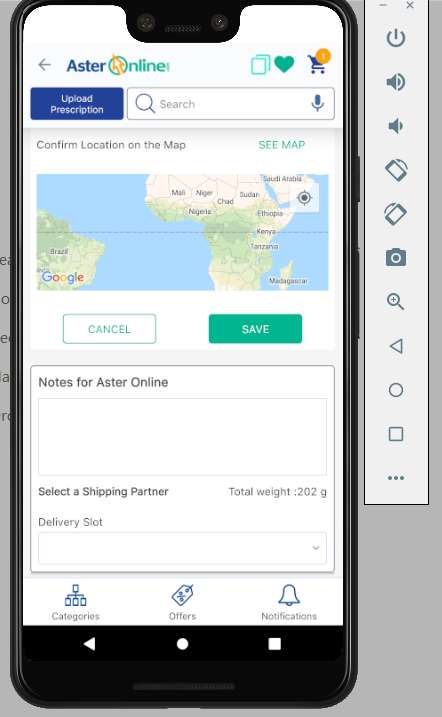 Aster Online
1
Upload
Prescription
Search
Confirm Location on the Map
SEE MAP
Saudi Arabia
Mali
Niger
Sudan
Chad
Nigeria
Ethiopia
Kenya
Brazil
Tanzania
Madagascar
Google
CANCEL
SAVE
Notes for Aster Online
Select a Shipping Partner
Total weight :202 g
Delivery Slot
Categories
Offers
Notifications